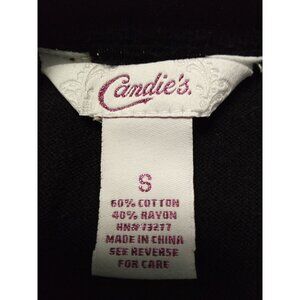 Candie's.
S
60% COTTON
40% RAYON
RN#73277
MADE IN CHINA
SEE REVERSE
FOR CARE